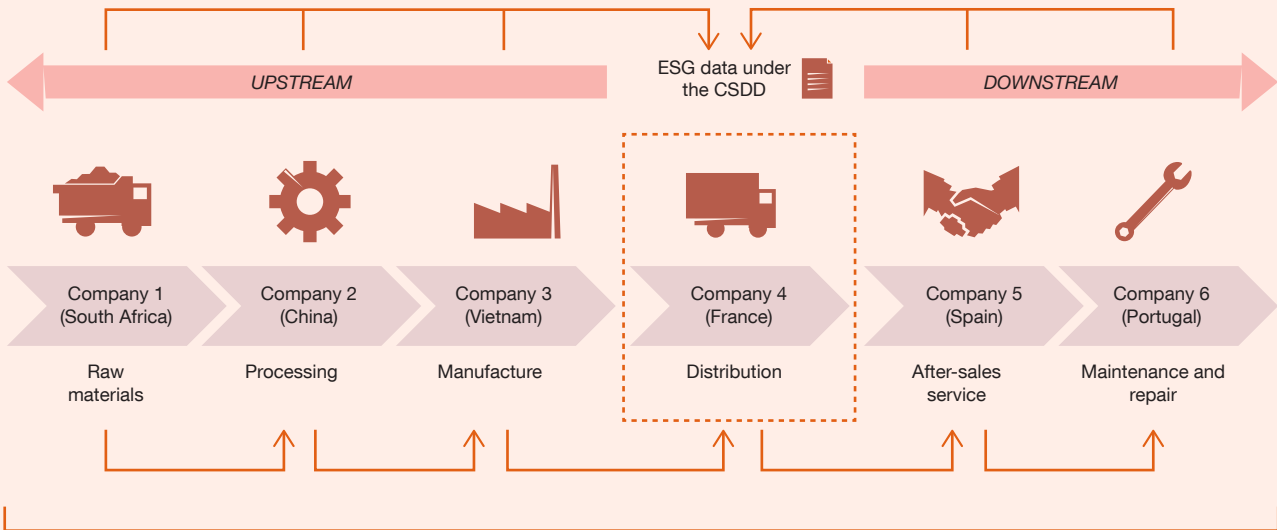 ESG data under
the CSDD
UPSTREAM
DOWNSTREAM
Company 1
(South Africa)
Company 2
(China)
Company 3
(Vietnam)
Company 4
(France)
Company 5
(Spain)
Company 6
(Portugal)
Raw
materials
Processing
Manufacture
Distribution
After-sales
service
Maintenance and
repair